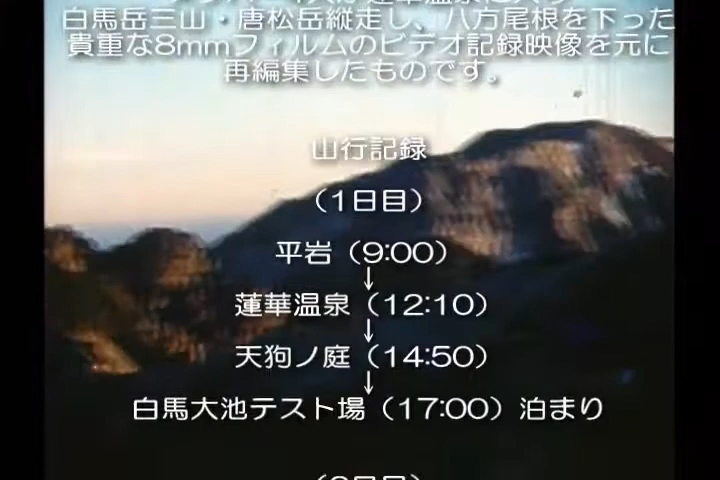 白馬岳三山・唐松岳縦走し、八方尾根を下った
貴重な8mmフィルムのビデオ記録映像を元に
再編集したものです。
山行記録
（1日目）
平岩（9:00）
↓
蓮華温泉（12:10）
↓
天狗ノ庭（14:50）
↓
白馬大池テスト場（17:00）泊まり